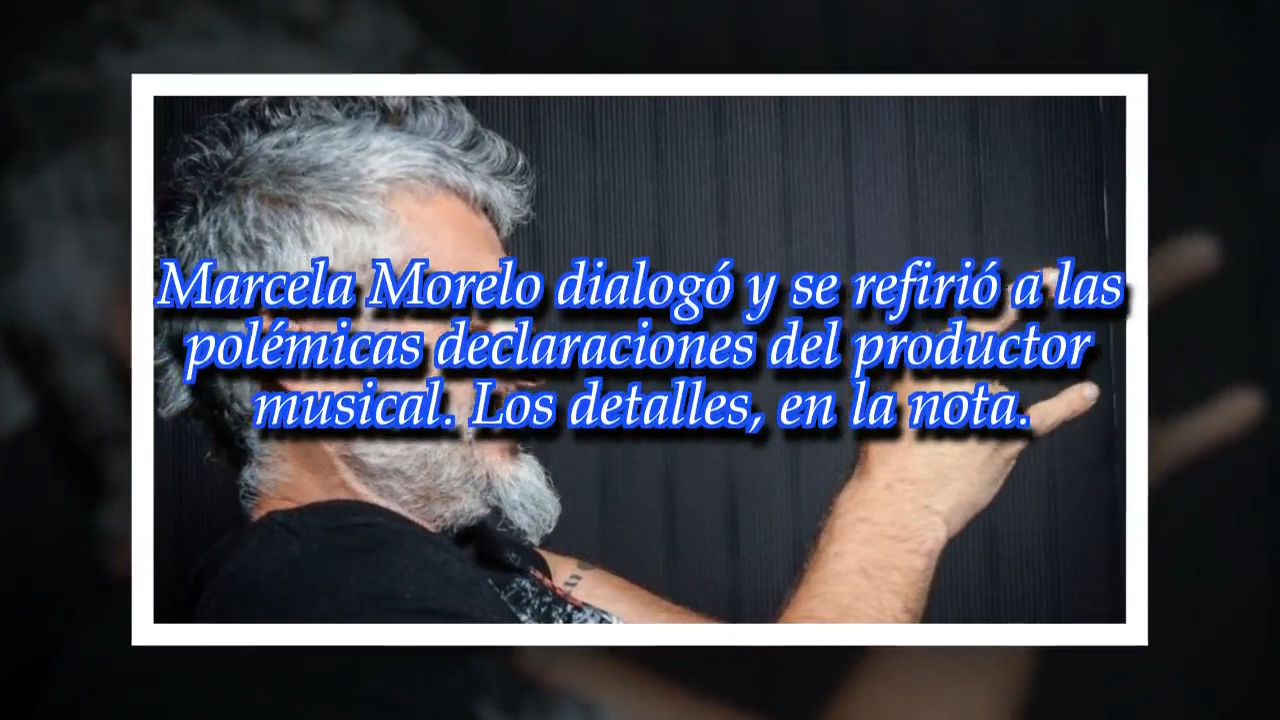 Marcela Morelo dialogó y se refirió a las
polémicas declaraciones del productor
musical. Los detalles, en la nota.